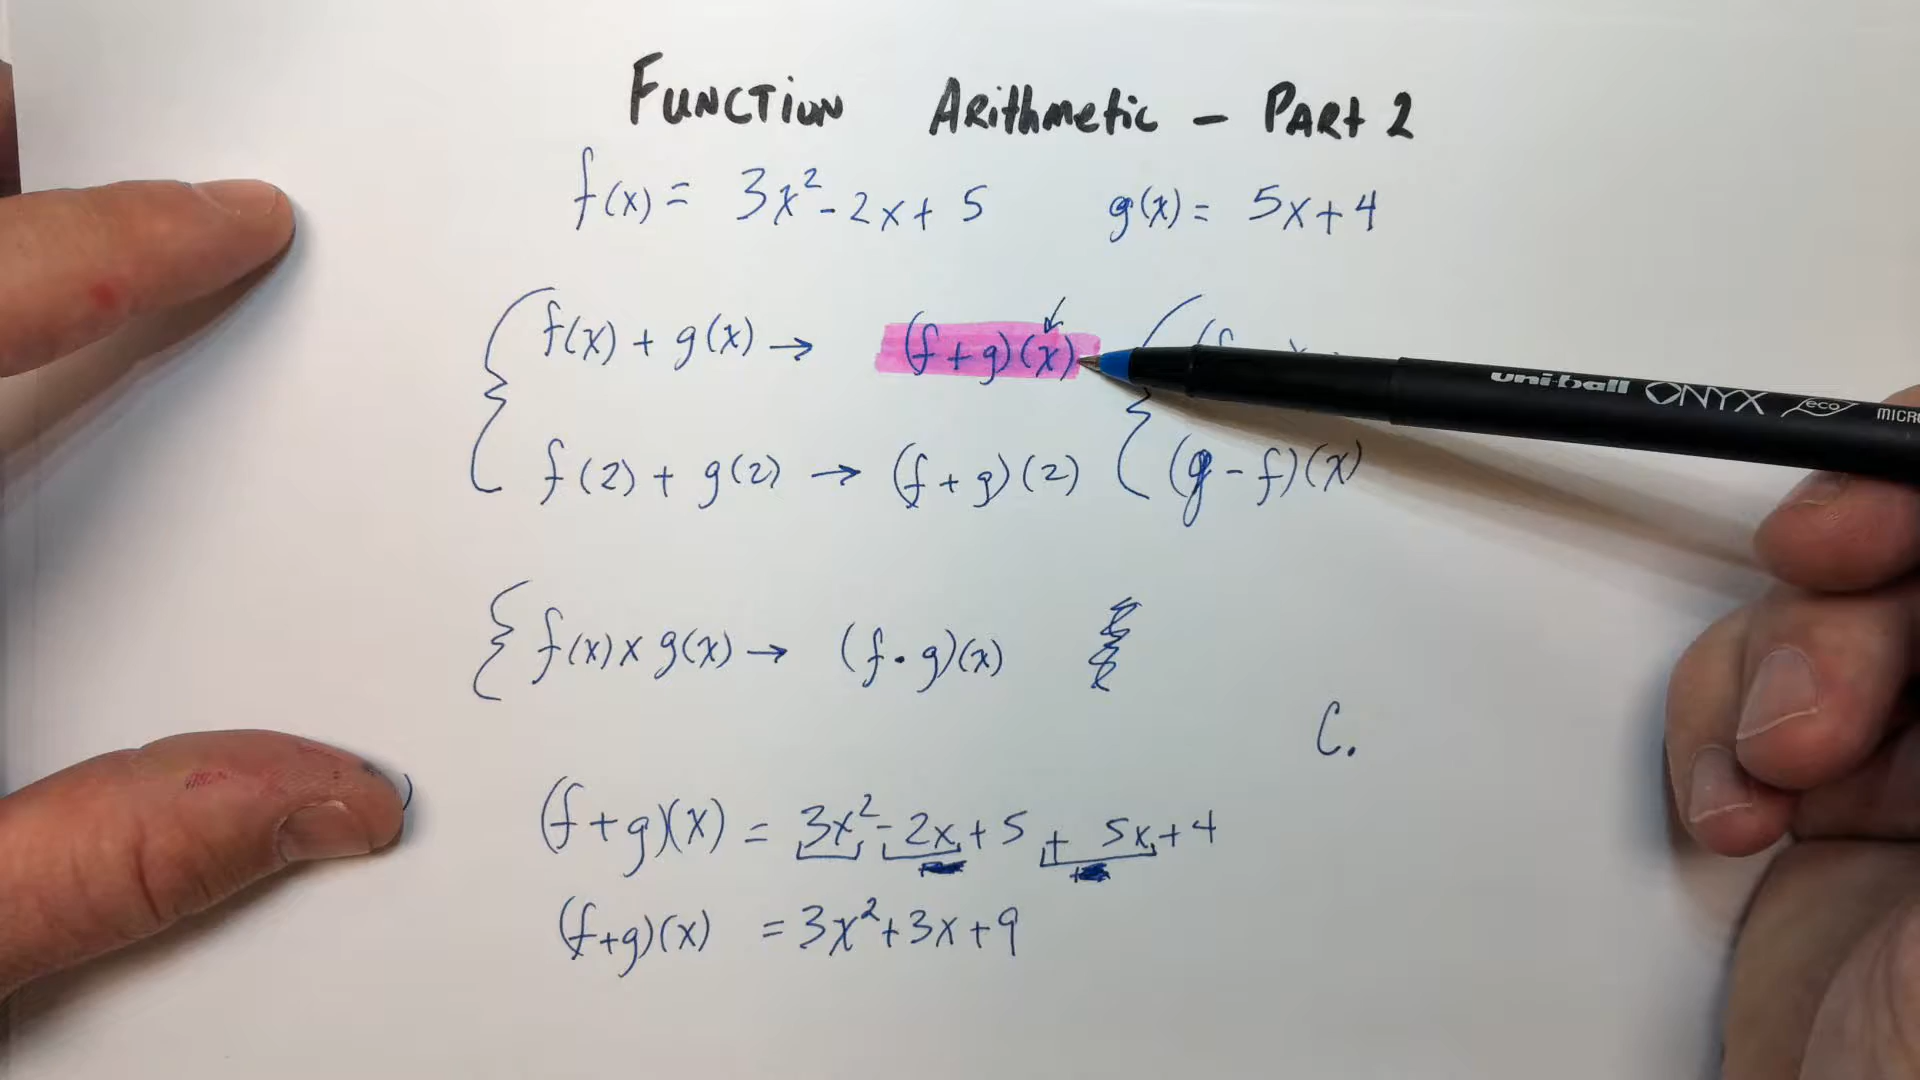 Function Arithmetic - Part 2
f(x) = 3x² - 2x + 5 g(x) = 5x + 4
f(x) + g(x) → (f + g)(x)
uni-ball ONYX eco MICR
f(2) + g(2) → (f + g)(2) (g - f)(x)
f(x) x g(x) → (f · g)(x)
C.
(f+g)(x) = 3x² - 2x + 5 + 5x + 4
(f+g)(x) = 3x² + 3x + 9